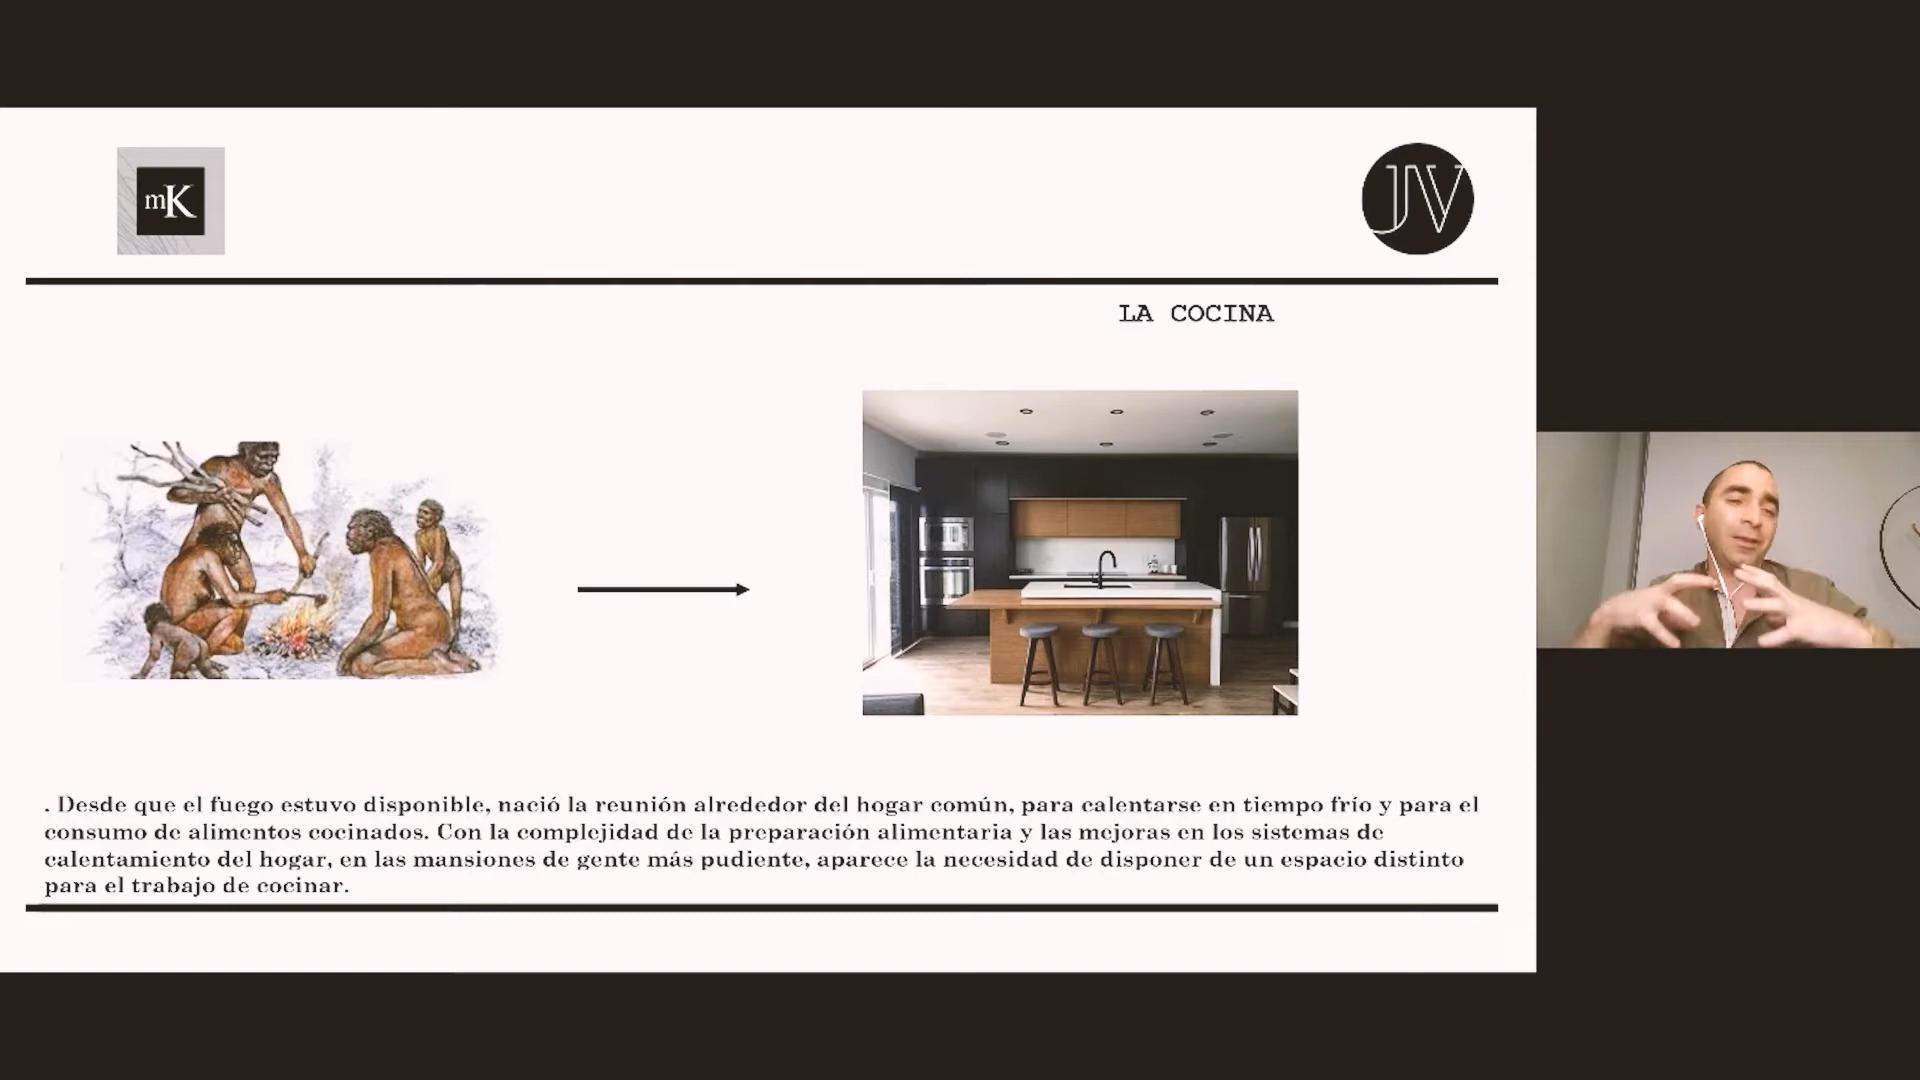 mK
JV
LA COCINA
. Desde que el fuego estuvo disponible, nació la reunión alrededor del hogar común, para calentarse en tiempo frío y para el
consumo de alimentos cocinados. Con la complejidad de la preparación alimentaria y las mejoras en los sistemas de
calentamiento del hogar, en las mansiones de gente más pudiente, aparece la necesidad de disponer de un espacio distinto
para el trabajo de cocinar.